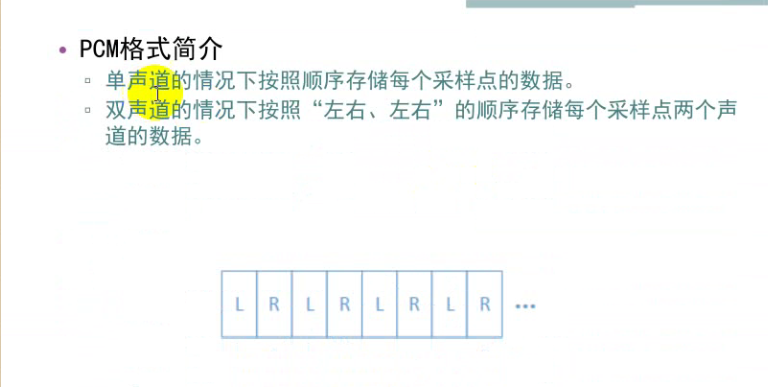 PCM格式简介
单声道的情况下按照顺序存储每个采样点的数据。
双声道的情况下按照“左右、左右”的顺序存储每个采样点两个声
道的数据。
L R L R L R L R ...